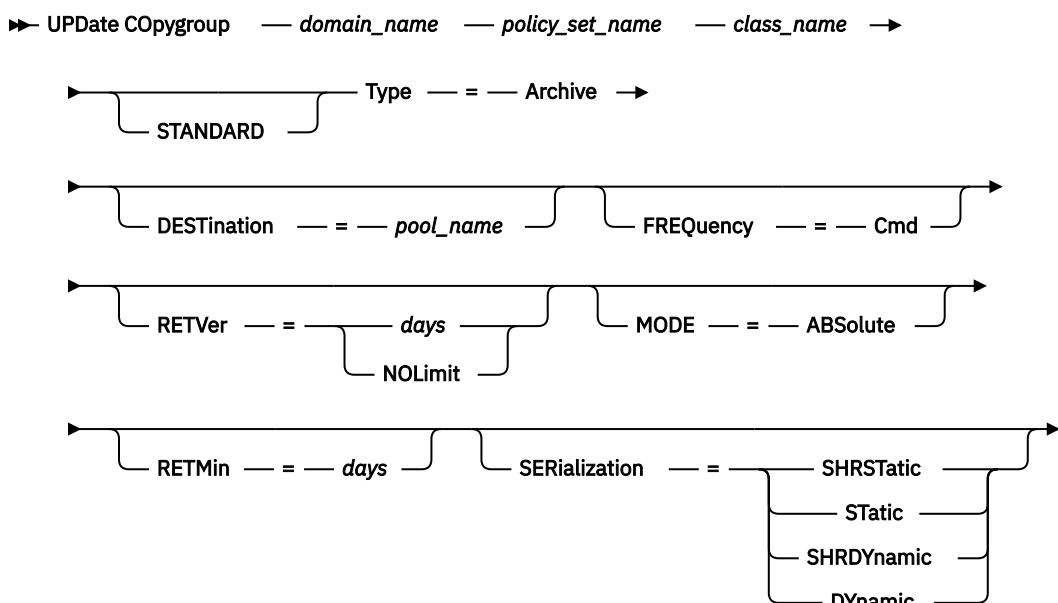 UPDate COpygroup domain_name policy_set_name class_name
Type = Archive
STANDARD
DESTination = pool_name FREQuency = Cmd
RETVer = days MODE = ABSolute
NOLimit
RETMin = days SERialization = SHRSTatic
STatic
SHRDYnamic
DYnamic